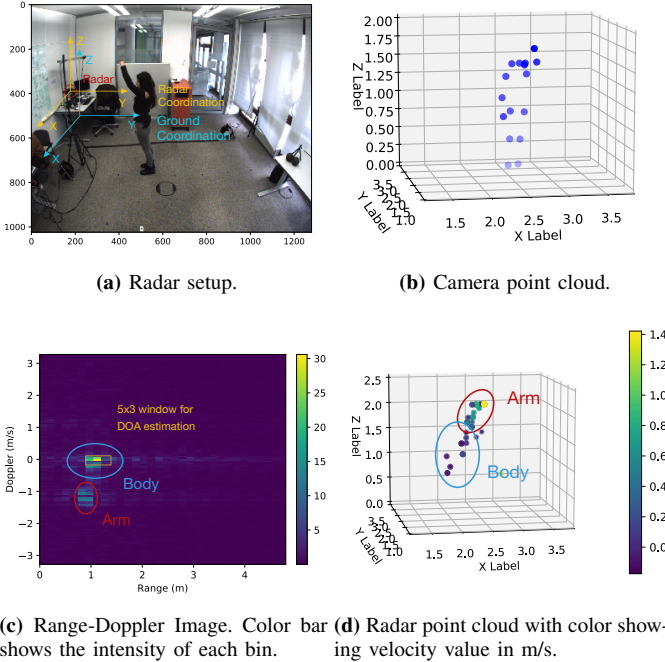 0
200
400
600
800
1000
0 200 400 600 800 1000 1200
Z
Z
Radar
Y
X
Radar
Coordination
Y
X
Ground
Coordination
(a) Radar setup.
2.00
1.75
1.50
1.25
1.00
0.75
0.50
0.25
0.00
Z Label
3.5
3.0
2.5
2.0
1.5
1.0
Y Label
1.5 2.0 2.5 3.0 3.5
X Label
(b) Camera point cloud.
3
2
1
0
−1
−2
−3
Doppler (m/s)
5x3 window for
DOA estimation
Body
Arm
0 1 2 3 4
Range (m)
30
25
20
15
10
5
(c) Range-Doppler Image. Color bar
shows the intensity of each bin.
2.5
2.0
1.5
1.0
0.5
0.0
Z Label
Arm
Body
3.5
3.0
2.5
2.0
1.5
1.0
Y Label
1.5 2.0 2.5 3.0 3.5
X Label
1.4
1.2
1.0
0.8
0.6
0.4
0.2
0.0
(d) Radar point cloud with color show-
ing velocity value in m/s.